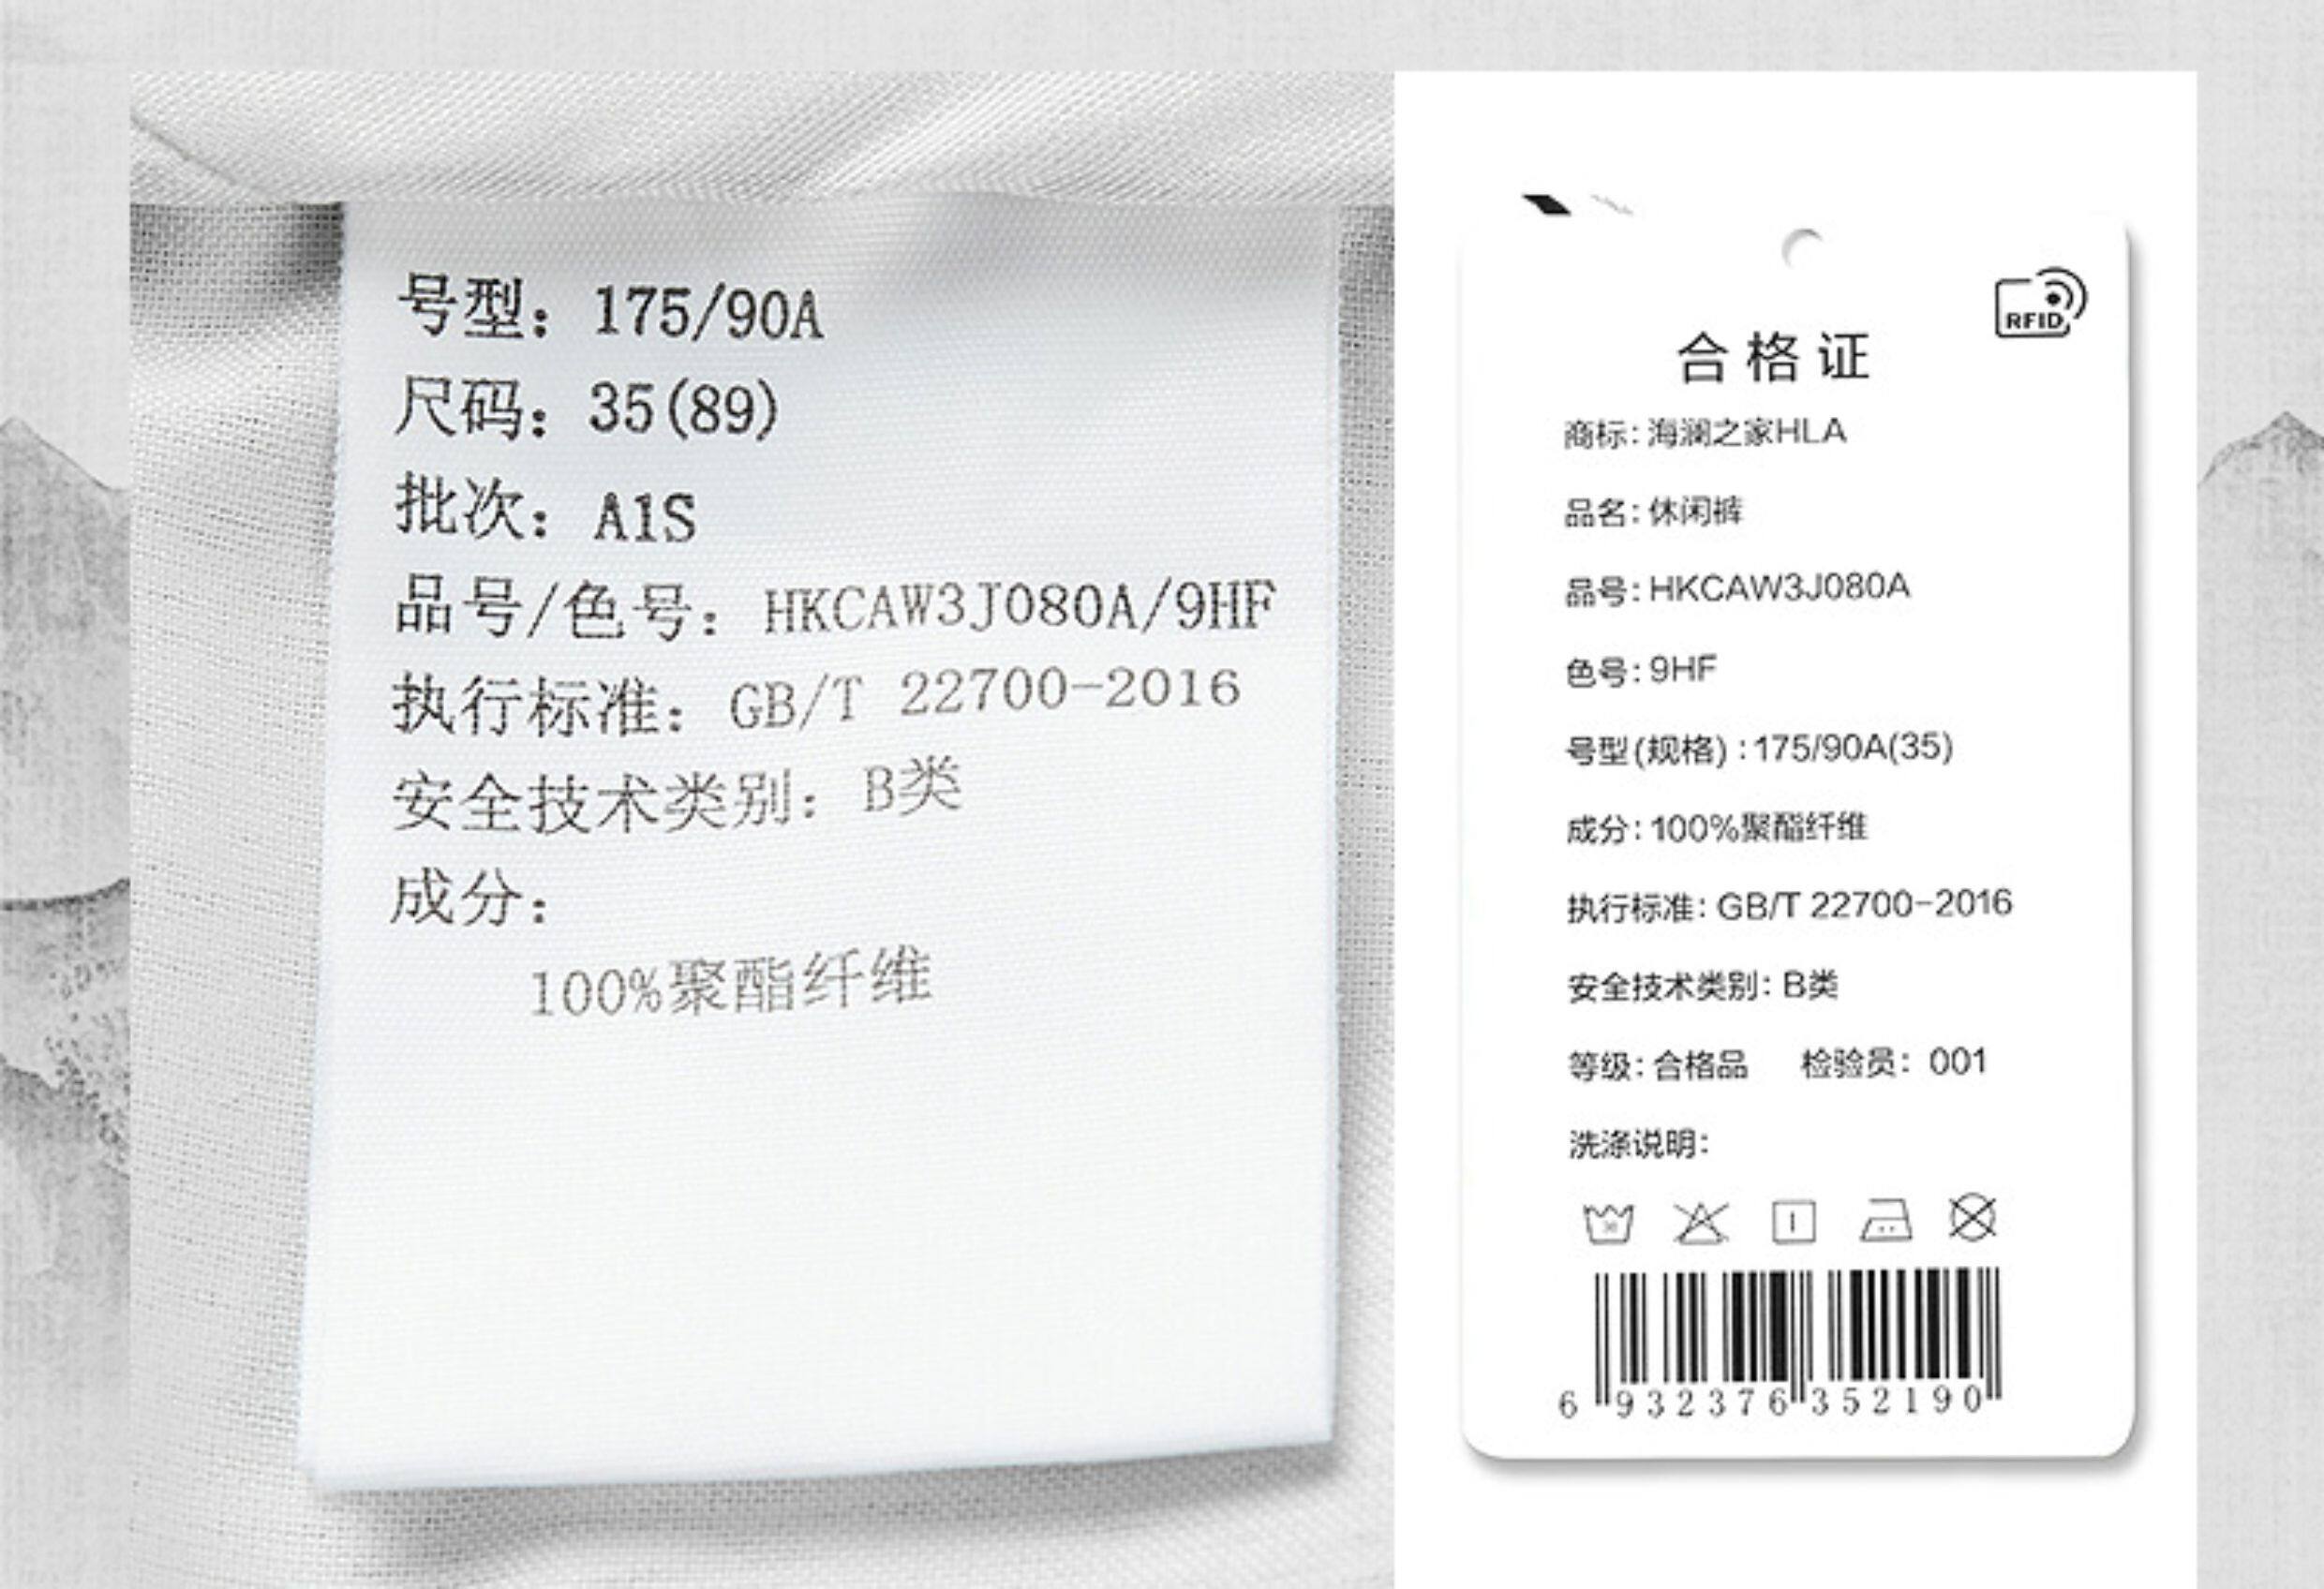 号型：175/90A
尺码：35(89)
批次：A1S
品号/色号：HKCAW3J080A/9HF
执行标准：GB/T 22700-2016
安全技术类别：B类
成分：
100%聚酯纤维
RFID
合格证
商标：海澜之家HLA
品名：休闲裤
品号：HKCAW3J080A
色号：9HF
号型(规格)：175/90A(35)
成分：100%聚酯纤维
执行标准：GB/T 22700-2016
安全技术类别：B类
等级：合格品 检验员：001
洗涤说明：
6 932376 352190